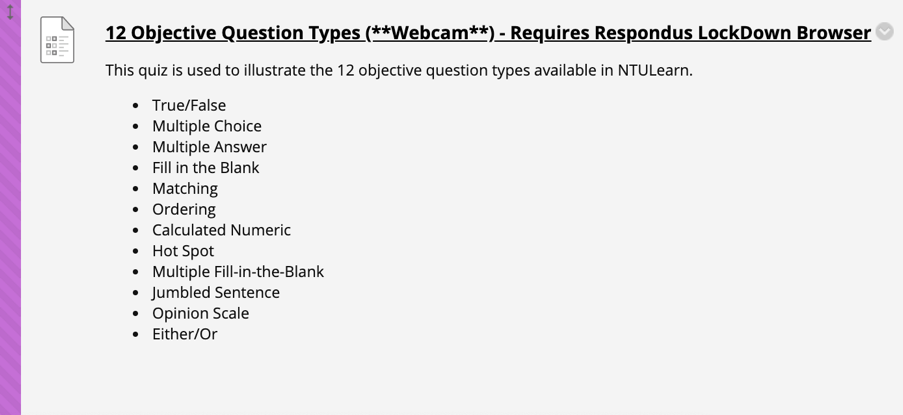 12 Objective Question Types (**Webcam**) - Requires Respondus LockDown Browser
This quiz is used to illustrate the 12 objective question types available in NTULearn.
• True/False
• Multiple Choice
• Multiple Answer
• Fill in the Blank
• Matching
• Ordering
• Calculated Numeric
• Hot Spot
• Multiple Fill-in-the-Blank
• Jumbled Sentence
• Opinion Scale
• Either/Or